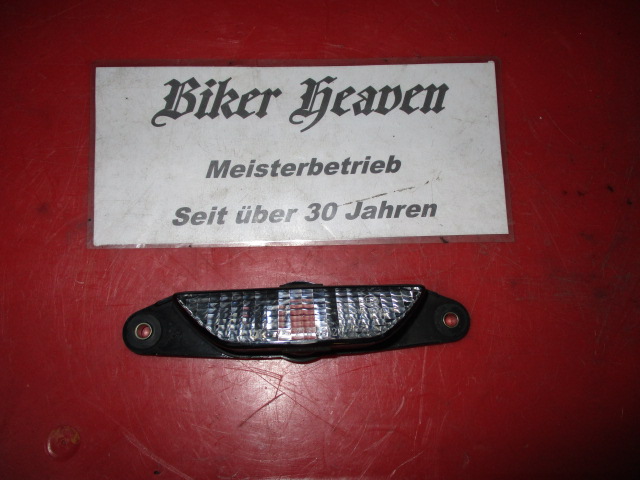 Biker Heaven
Meisterbetrieb
Seit über 30 Jahren